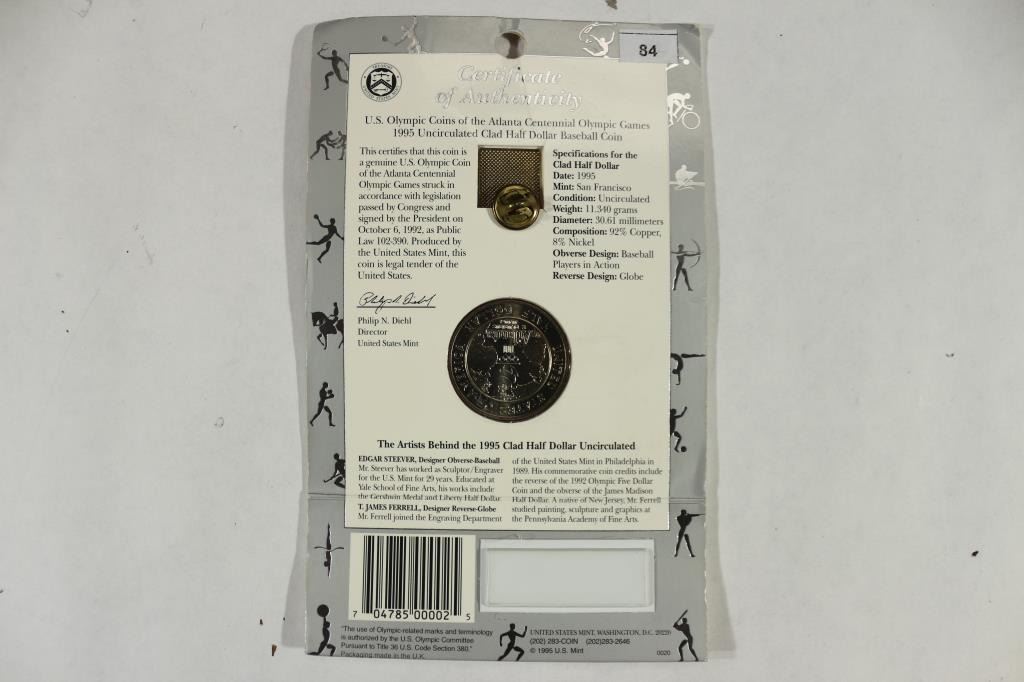 84
Certificate
of Authenticity
U.S. Olympic Coins of the Atlanta Centennial Olympic Games
1995 Uncirculated Clad Half Dollar Baseball Coin
This certifies that this coin is
a genuine U.S. Olympic Coin
of the Atlanta Centennial
Olympic Games struck in
accordance with legislation
passed by Congress and
signed by the President on
October 6, 1992, as Public
Law 102-390. Produced by
the United States Mint, this
coin is legal tender of the
United States.
Philip N. Diehl
Philip N. Diehl
Director
United States Mint
Specifications for the
Clad Half Dollar
Date: 1995
Mint: San Francisco
Condition: Uncirculated
Weight: 11.340 grams
Diameter: 30.61 millimeters
Composition: 92% Copper,
8% Nickel
Obverse Design: Baseball
Players in Action
Reverse Design: Globe
The Artists Behind the 1995 Clad Half Dollar Uncirculated
EDGAR STEEVER, Designer Obverse-Baseball
Mr. Steever has worked as Sculptor/Engraver
for the U.S. Mint for 29 years. Educated at
Yale School of Fine Arts, his works include
the Gershwin Medal and Liberty Half Dollar.
T. JAMES FERRELL, Designer Reverse-Globe
Mr. Ferrell joined the Engraving Department
of the United States Mint in Philadelphia in
1989. His commemorative coin credits include
the reverse of the 1992 Olympic Five Dollar
Coin and the obverse of the James Madison
Half Dollar. A native of New Jersey, Mr. Ferrell
studied painting, sculpture and graphics at
the Pennsylvania Academy of Fine Arts.
7 04785 00002 5
"The use of Olympic-related marks and terminology
is authorized by the U.S. Olympic Committee
Pursuant to Title 36 U.S. Code Section 380."
Packaging made in the U.K.
UNITED STATES MINT, WASHINGTON, D.C. 20220
(202) 283-COIN (202)283-2646
© 1995 U.S. Mint
0020